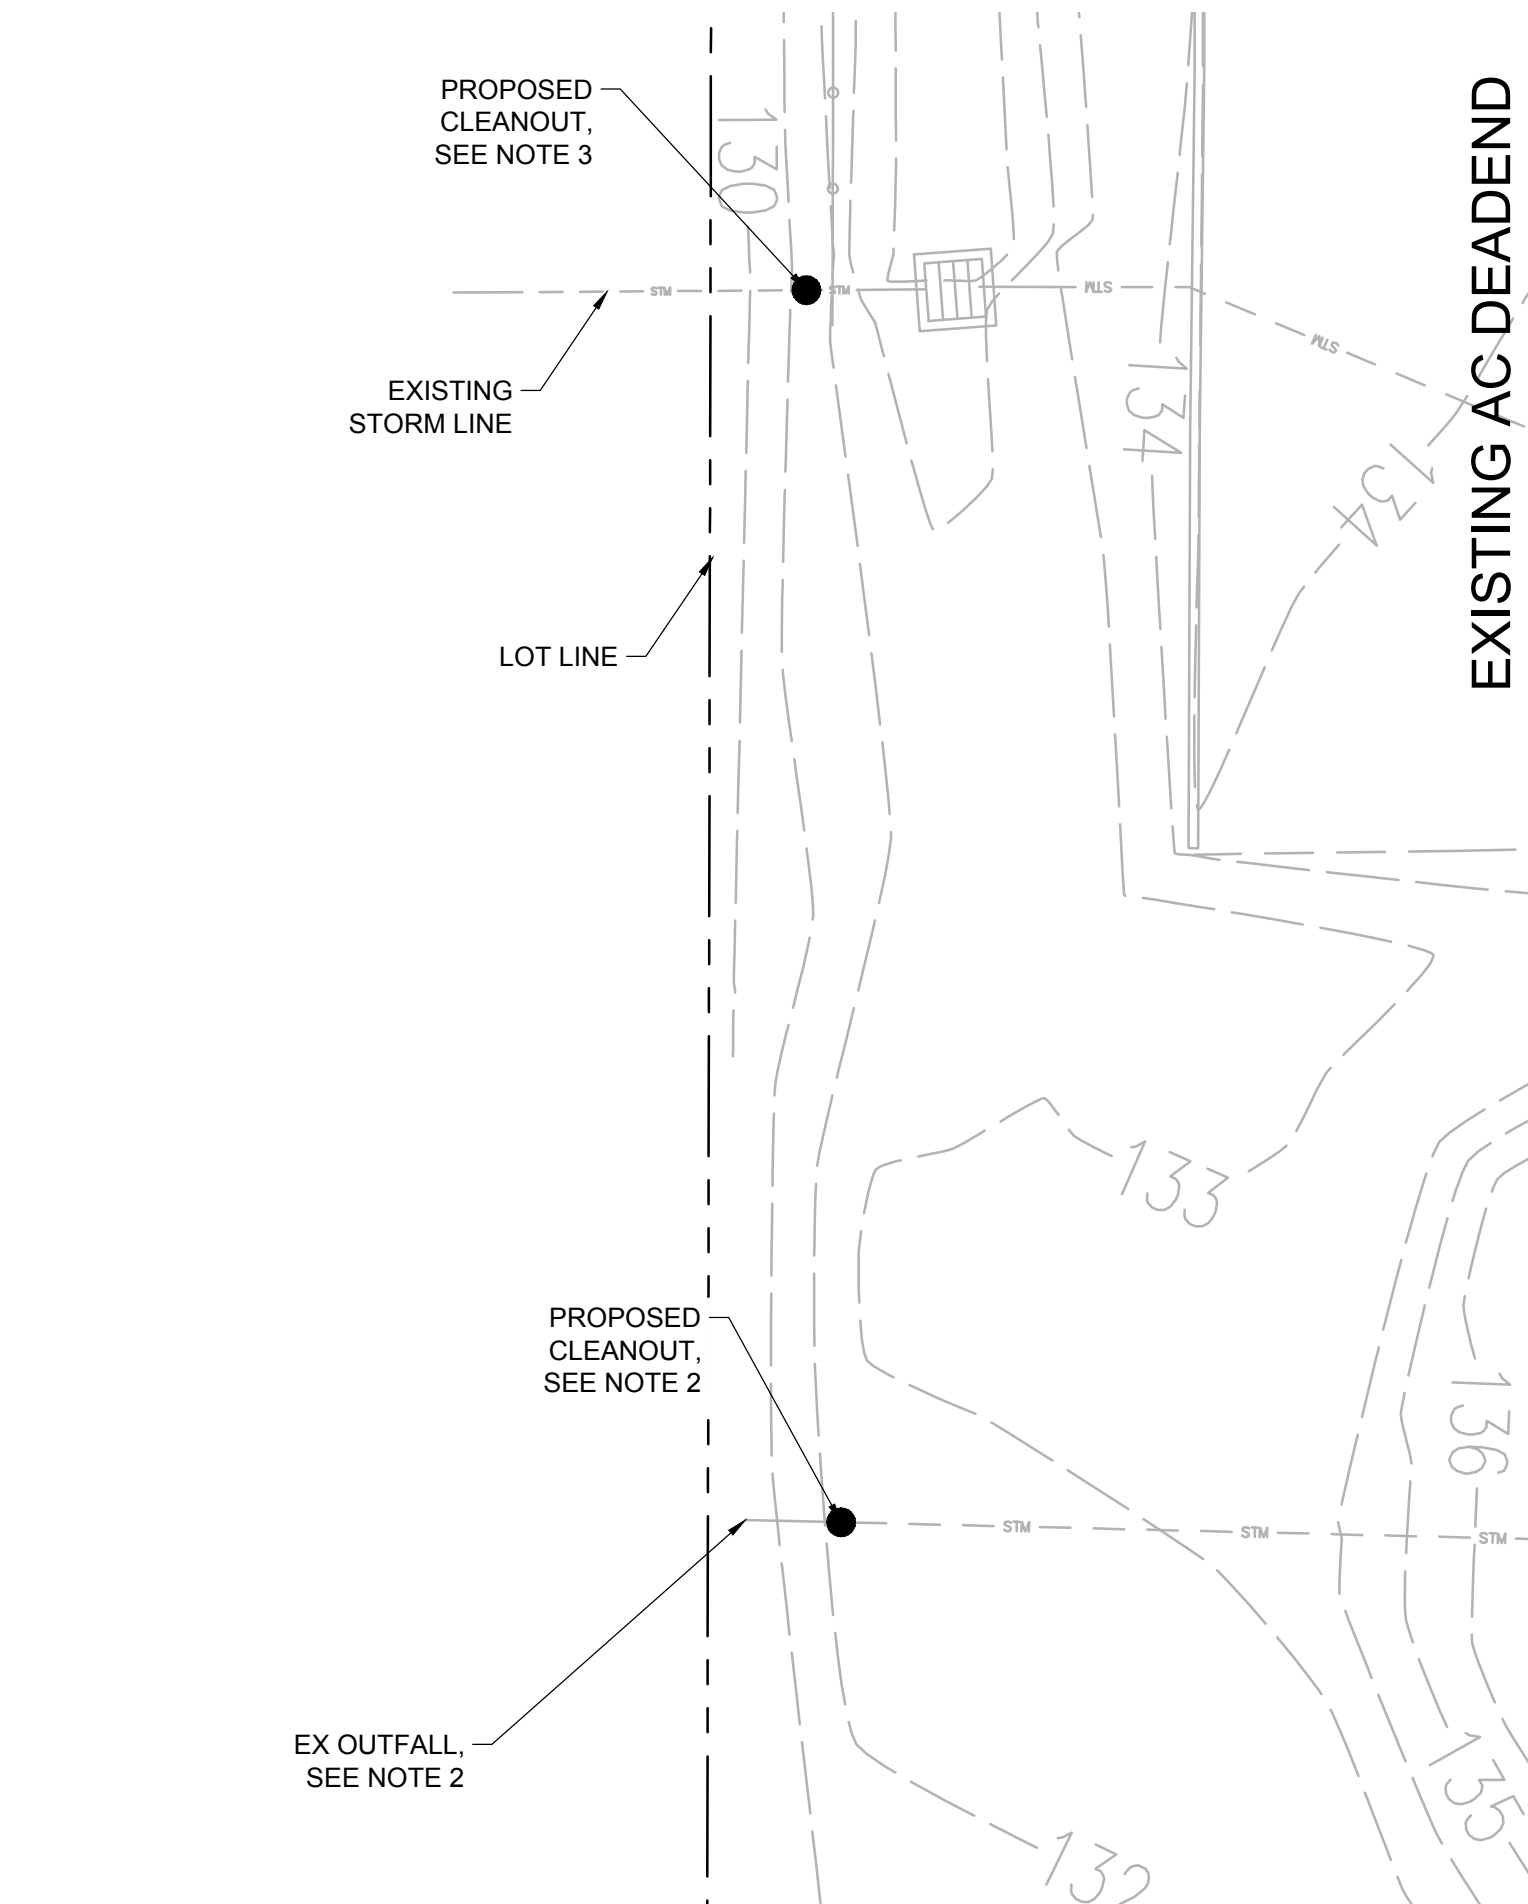 PROPOSED
CLEANOUT,
SEE NOTE 3
130
EXISTING AC DEADEND
STM
STM
STM
STM
EXISTING
STORM LINE
134
134
LOT LINE
133
PROPOSED
CLEANOUT,
SEE NOTE 2
136
STM
STM
STM
EX OUTFALL,
SEE NOTE 2
135
132